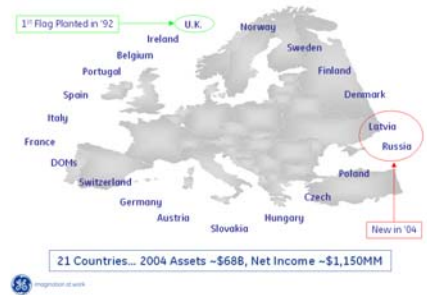 1st Flag Planted in '92
U.K.
Norway
Ireland
Sweden
Belgium
Finland
Portugal
Spain
Denmark
Italy
Latvia
France
Russia
DOMs
Poland
Switzerland
Czech
Germany
Austria
Hungary
Slovakia
New in '04
21 Countries... 2004 Assets ~$68B, Net Income ~$1,150MM
imagination at work